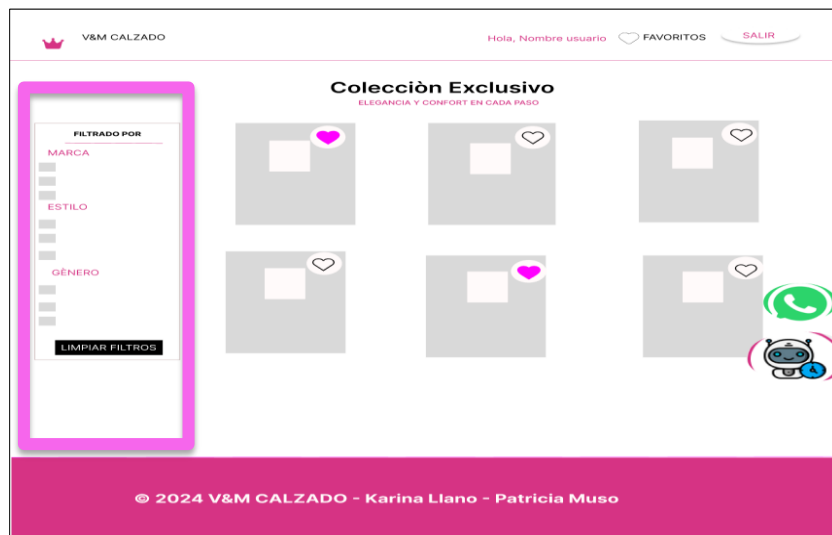 V&M CALZADO
Hola, Nombre usuario
FAVORITOS
SALIR
Colecciòn Exclusivo
ELEGANCIA Y CONFORT EN CADA PASO
FILTRADO POR
MARCA
ESTILO
GÈNERO
LIMPIAR FILTROS
© 2024 V&M CALZADO - Karina Llano - Patricia Muso